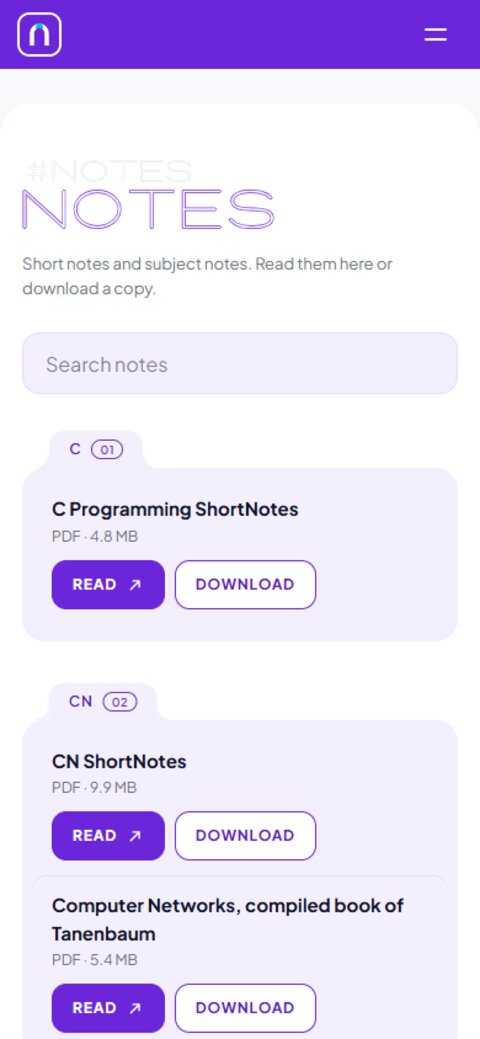 #NOTES
NOTES
Short notes and subject notes. Read them here or
download a copy.
Search notes
C 01
C Programming ShortNotes
PDF · 4.8 MB
READ DOWNLOAD
CN 02
CN ShortNotes
PDF · 9.9 MB
READ DOWNLOAD
Computer Networks, compiled book of
Tanenbaum
PDF · 5.4 MB
READ DOWNLOAD